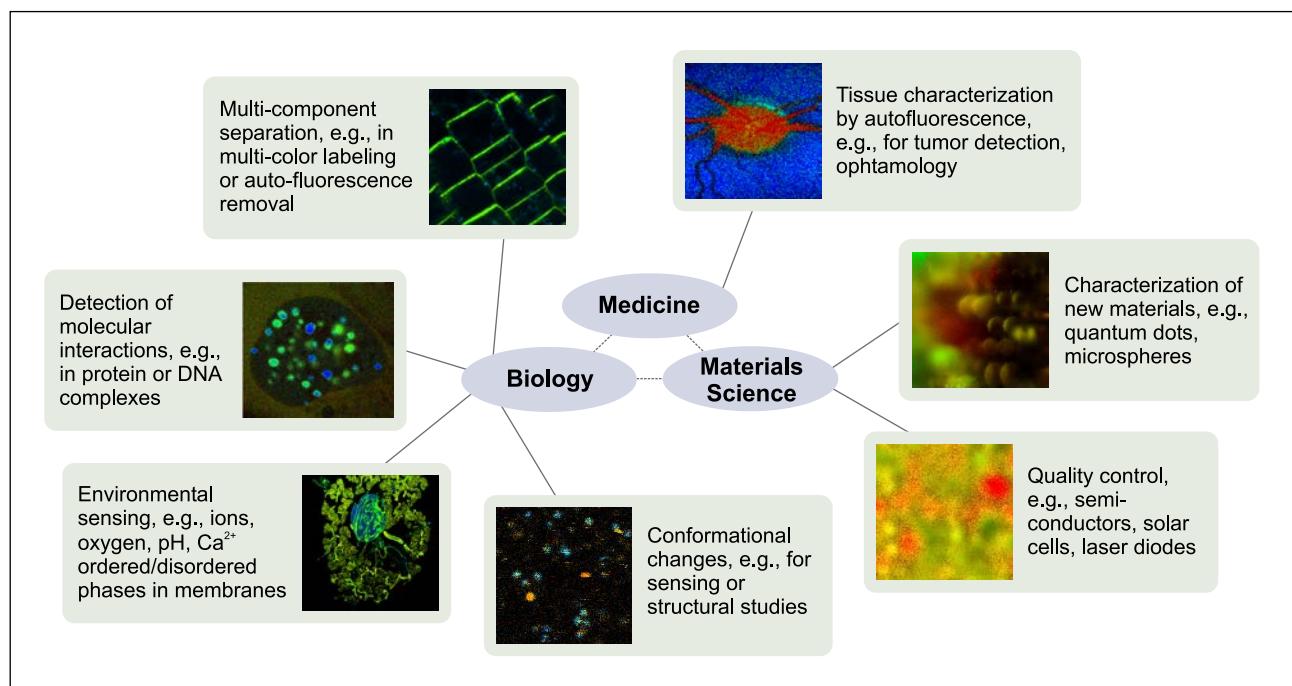 Multi-component
separation, e.g., in
multi-color labeling
or auto-fluorescence
removal
Tissue characterization
by autofluorescence,
e.g., for tumor detection,
ophtamology
Detection of
molecular
interactions, e.g.,
in protein or DNA
complexes
Medicine
Biology
Materials
Science
Characterization of
new materials, e.g.,
quantum dots,
microspheres
Environmental
sensing, e.g., ions,
oxygen, pH, Ca²⁺
ordered/disordered
phases in membranes
Conformational
changes, e.g., for
sensing or
structural studies
Quality control,
e.g., semi-
conductors, solar
cells, laser diodes